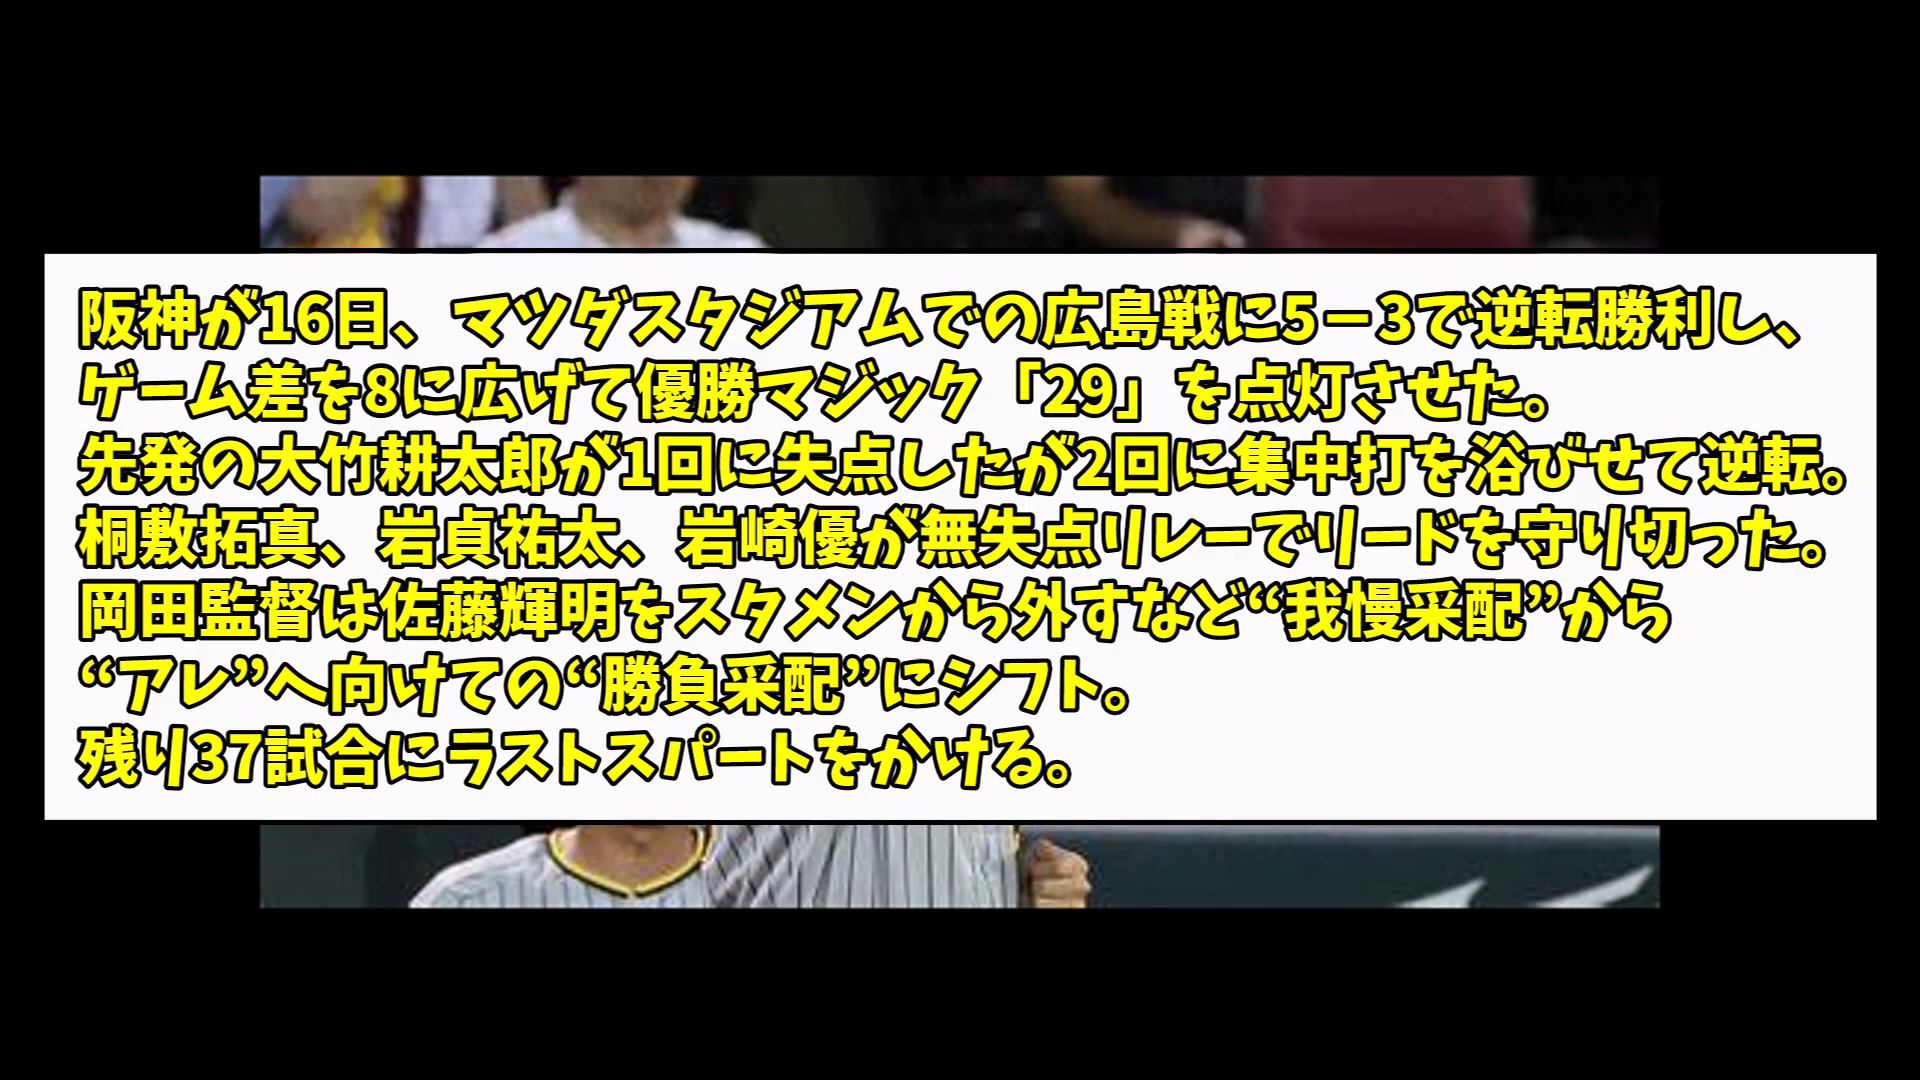 阪神が16日、マツダスタジアムでの広島戦に5－3で逆転勝利し、
ゲーム差を8に広げて優勝マジック「29」を点灯させた。
先発の大竹耕太郎が1回に失点したが2回に集中打を浴びせて逆転。
桐敷拓真、岩貞祐太、岩崎優が無失点リレーでリードを守り切った。
岡田監督は佐藤輝明をスタメンから外すなど“我慢采配”から
“アレ”へ向けての“勝負采配”にシフト。
残り37試合にラストスパートをかける。